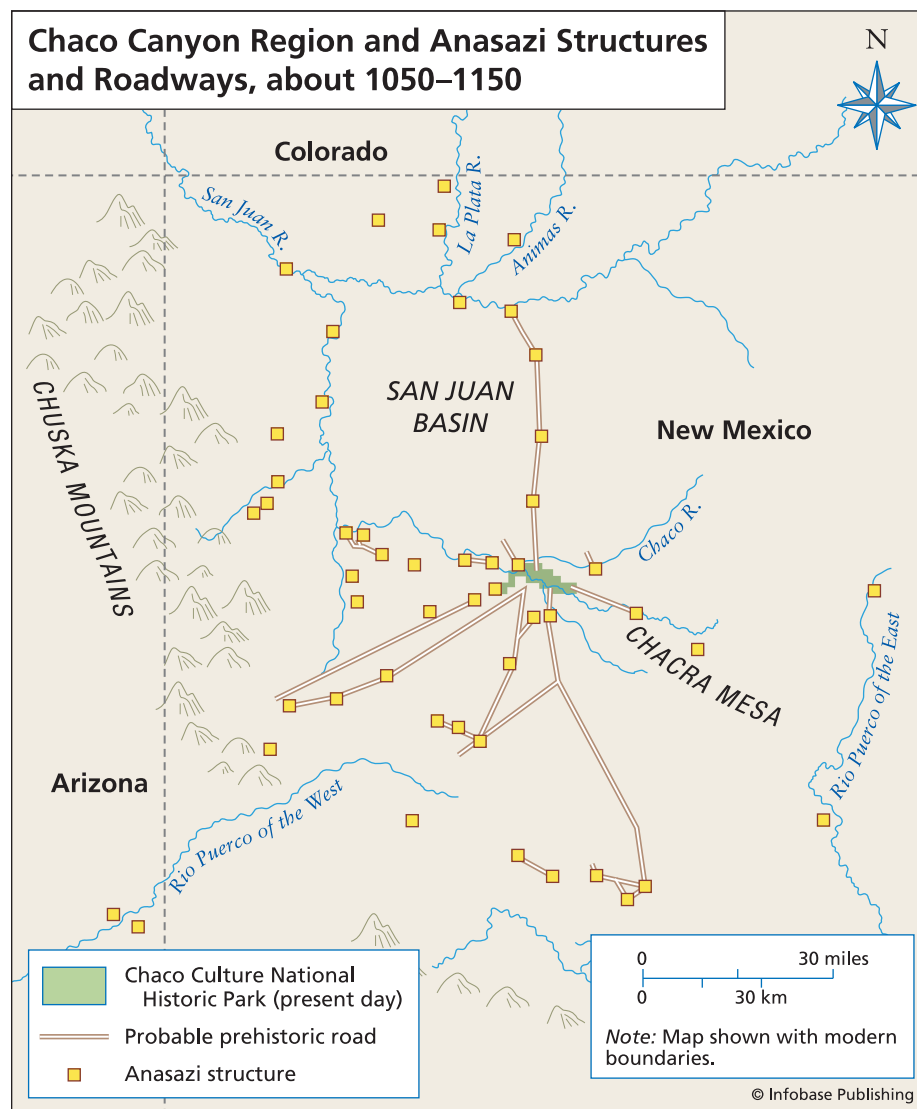 Chaco Canyon Region and Anasazi Structures
and Roadways, about 1050–1150
N
Colorado
San Juan R.
La Plata R.
Animas R.
SAN JUAN
BASIN
New Mexico
CHUSKA MOUNTAINS
Chaco R.
CHACRA MESA
Rio Puerco of the East
Arizona
Rio Puerco of the West
Chaco Culture National
Historic Park (present day)
Probable prehistoric road
Anasazi structure
0 30 miles
0 30 km
Note: Map shown with modern
boundaries.
© Infobase Publishing